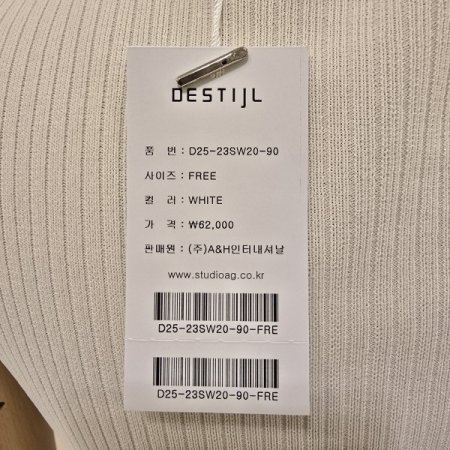 DESTIJL
품 번 : D25-23SW20-90
사이즈 : FREE
컬 러 : WHITE
가 격 : ₩62,000
판매원 : (주)A&H인터내셔날
www.studioag.co.kr
D25-23SW20-90-FRE
D25-23SW20-90-FRE